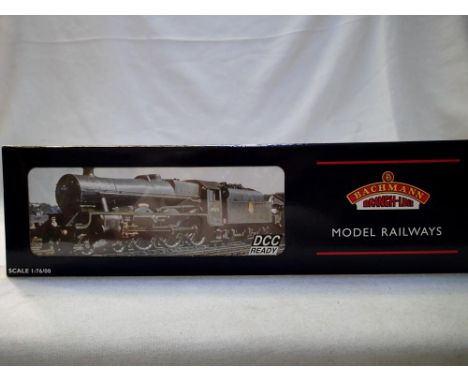 BACHMANN
BRANCH-LINE
MODEL RAILWAYS
DCC
READY
SCALE 1:76/00